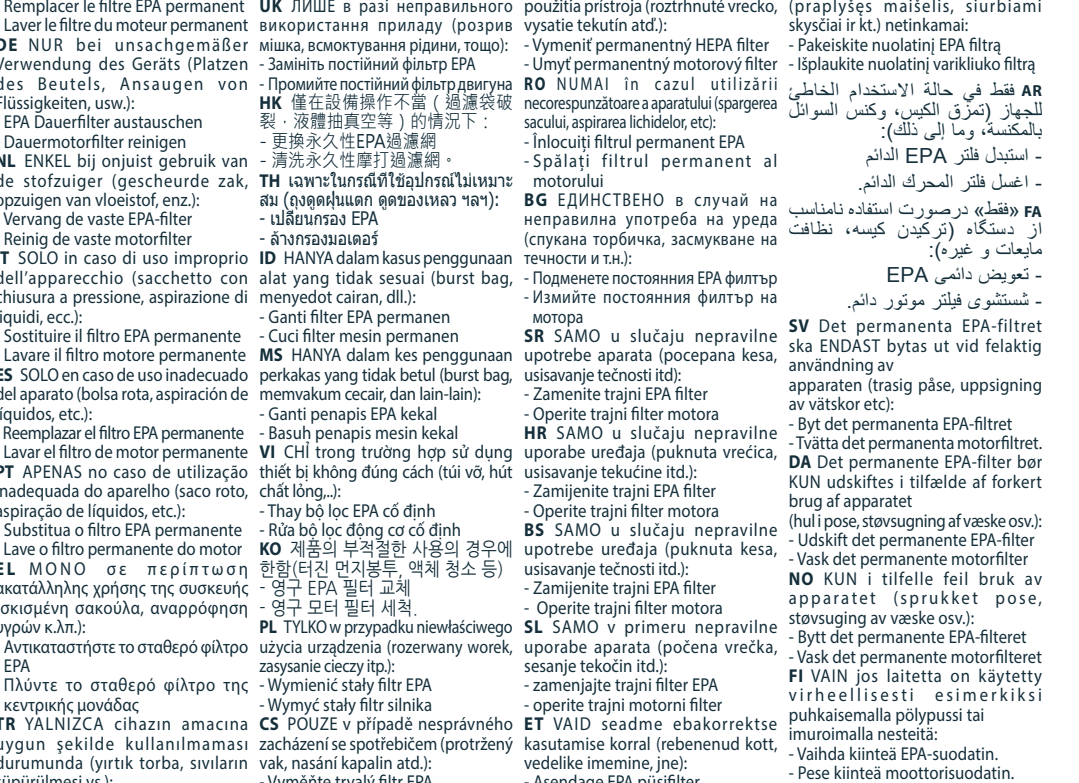 Remplacer le filtre EPA permanent
Laver le filtre du moteur permanent
DE NUR bei unsachgemäßer
Verwendung des Geräts (Platzen
des Beutels, Ansaugen von
Flüssigkeiten, usw.):
EPA Dauerfilter austauschen
Dauermotorfilter reinigen
NL ENKEL bij onjuist gebruik van
de stofzuiger (gescheurde zak,
opzuigen van vloeistof, enz.):
Vervang de vaste EPA-filter
Reinig de vaste motorfilter
IT SOLO in caso di uso improprio
dell'apparecchio (sacchetto con
chiusura a pressione, aspirazione di
liquidi, ecc.):
Sostituire il filtro EPA permanente
Lavare il filtro motore permanente
ES SOLO en caso de uso inadecuado
del aparato (bolsa rota, aspiración de
líquidos, etc.):
Reemplazar el filtro EPA permanente
Lavar el filtro de motor permanente
PT APENAS no caso de utilização
inadequada do aparelho (saco roto,
aspiração de líquidos, etc.):
Substitua o filtro EPA permanente
Lave o filtro permanente do motor
EL ΜΟΝΟ σε περίπτωση
ακατάλληλης χρήσης της συσκευής
σκισμένη σακούλα, αναρρόφηση
υγρών κ.λπ.):
Αντικαταστήστε το σταθερό φίλτρο
EPA
Πλύντε το σταθερό φίλτρο της
κεντρικής μονάδας
TR YALNIZCA cihazın amacına
uygun şekilde kullanılmaması
durumunda (yırtık torba, sıvıların
süpürülmesi vs.):
UK ЛИШЕ в разі неправильного
використання приладу (розрив
мішка, всмоктування рідини, тощо):
- Замініть постійний фільтр EPA
- Промийте постійний фільтр двигуна
HK 僅在設備操作不當（過濾袋破
裂．液體抽真空等）的情況下：
- 更換永久性EPA過濾網
- 清洗永久性摩打過濾網。
TH เฉพาะในกรณีที่ใช้อุปกรณ์ไม่เหมาะ
สม (ถุงดูดฝุ่นแตก ดูดของเหลว ฯลฯ):
- เปลี่ยนกรอง EPA
- ล้างกรองมอเตอร์
ID HANYA dalam kasus penggunaan
alat yang tidak sesuai (burst bag,
menyedot cairan, dll.):
- Ganti filter EPA permanen
- Cuci filter mesin permanen
MS HANYA dalam kes penggunaan
perkakas yang tidak betul (burst bag,
memvakum cecair, dan lain-lain):
- Ganti penapis EPA kekal
- Basuh penapis mesin kekal
VI CHỈ trong trường hợp sử dụng
thiết bị không đúng cách (túi vỡ, hút
chất lỏng,..):
- Thay bộ lọc EPA cố định
- Rửa bộ lọc động cơ cố định
KO 제품의 부적절한 사용의 경우에
한함(터진 먼지봉투, 액체 청소 등)
- 영구 EPA 필터 교체
- 영구 모터 필터 세척.
PL TYLKO w przypadku niewłaściwego
użycia urządzenia (rozerwany worek,
zasysanie cieczy itp.):
- Wymienić stały filtr EPA
- Wymyć stały filtr silnika
CS POUZE v případě nesprávného
zacházení se spotřebičem (protržený
vak, nasání kapalin atd.):
- Vyměňte trvalý filtr EPA
použitia prístroja (roztrhnuté vrecko,
vysatie tekutín atď.):
- Vymeniť permanentný HEPA filter
- Umyť permanentný motorový filter
RO NUMAI în cazul utilizării
necorespunzătoare a aparatului (spargerea
sacului, aspirarea lichidelor, etc):
- Înlocuiți filtrul permanent EPA
- Spălați filtrul permanent al
motorului
BG ЕДИНСТВЕНО в случай на
неправилна употреба на уреда
(спукана торбичка, засмукване на
течности и т.н.):
- Подменете постоянния EPA филтър
- Измийте постоянния филтър на
мотора
SR SAMO u slučaju nepravilne
upotrebe aparata (pocepana kesa,
usisavanje tečnosti itd):
- Zamenite trajni EPA filter
- Operite trajni filter motora
HR SAMO u slučaju nepravilne
uporabe uređaja (puknuta vrećica,
usisavanje tekućine itd.):
- Zamijenite trajni EPA filter
- Operite trajni filter motora
BS SAMO u slučaju nepravilne
upotrebe uređaja (puknuta kesa,
usisavanje tečnosti itd.):
- Zamijenite trajni EPA filter
- Operite trajni filter motora
SL SAMO v primeru nepravilne
uporabe aparata (počena vrečka,
sesanje tekočin itd.):
- zamenjajte trajni filter EPA
- operite trajni motorni filter
ET VAID seadme ebakorrektse
kasutamise korral (rebenenud kott,
vedelike imemine, jne):
- Asendage EPA püsifilter
(praplyšęs maišelis, siurbiami
skysčiai ir kt.) netinkamai:
- Pakeiskite nuolatinį EPA filtrą
- Išplaukite nuolatinį variklio filtrą
AR فقط في حالة الاستخدام الخاطئ
للجهاز (تمزق الكيس، وكنس السوائل
بالمكنسة، وما إلى ذلك):
- استبدل فلتر EPA الدائم
- اغسل فلتر المحرك الدائم.
FA «فقط» درصورت استفاده نامناسب
از دستگاه (ترکیدن کیسه، نظافت
مایعات و غیره):
- تعویض دائمی EPA
- شستشوی فیلتر موتور دائم.
SV Det permanenta EPA-filtret
ska ENDAST bytas ut vid felaktig
användning av
apparaten (trasig påse, uppsigning
av vätskor etc):
- Byt det permanenta EPA-filtret
- Tvätta det permanenta motorfiltret.
DA Det permanente EPA-filter bør
KUN udskiftes i tilfælde af forkert
brug af apparatet
(hul i pose, støvsugning af væske osv.):
- Udskift det permanente EPA-filter
- Vask det permanente motorfilter
NO KUN i tilfelle feil bruk av
apparatet (sprukket pose,
støvsuging av væske osv.):
- Bytt det permanente EPA-filteret
- Vask det permanente motorfilteret
FI VAIN jos laitetta on käytetty
virheellisesti esimerkiksi
puhkaisemalla pölypussi tai
imuroimalla nesteitä:
- Vaihda kiinteä EPA-suodatin.
- Pese kiinteä moottorisuodatin.